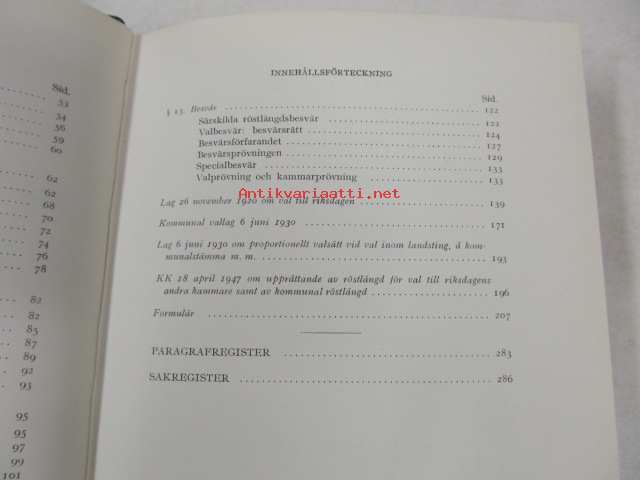 Sid.
53
54
56
59
60
62
62
68
70
74
76
78
82
82
85
87
89
92
93
95
95
97
99
101
INNEHÅLLSFÖRTECKNING
Sid.
§ 13. Besvär 122
Särskilda röstlängdsbesvär 122
Valbesvär: besvärsrätt 124
Besvärsförfarandet 127
Besvärsprövningen 129
Specialbesvär 133
Valprövning och kammarprövning 133
Antikvariaatti.net
Lag 26 november 1920 om val till riksdagen 139
Kommunal vallag 6 juni 1930 171
Lag 6 juni 1930 om proportionellt valsätt vid val inom landsting, å kom-
munalstämma m. m. 193
KK 18 april 1947 om upprättande av röstlängd för val till riksdagens
andra kammare samt av kommunal röstlängd 196
Formulär 207
PARAGRAFREGISTER 283
SAKREGISTER 286